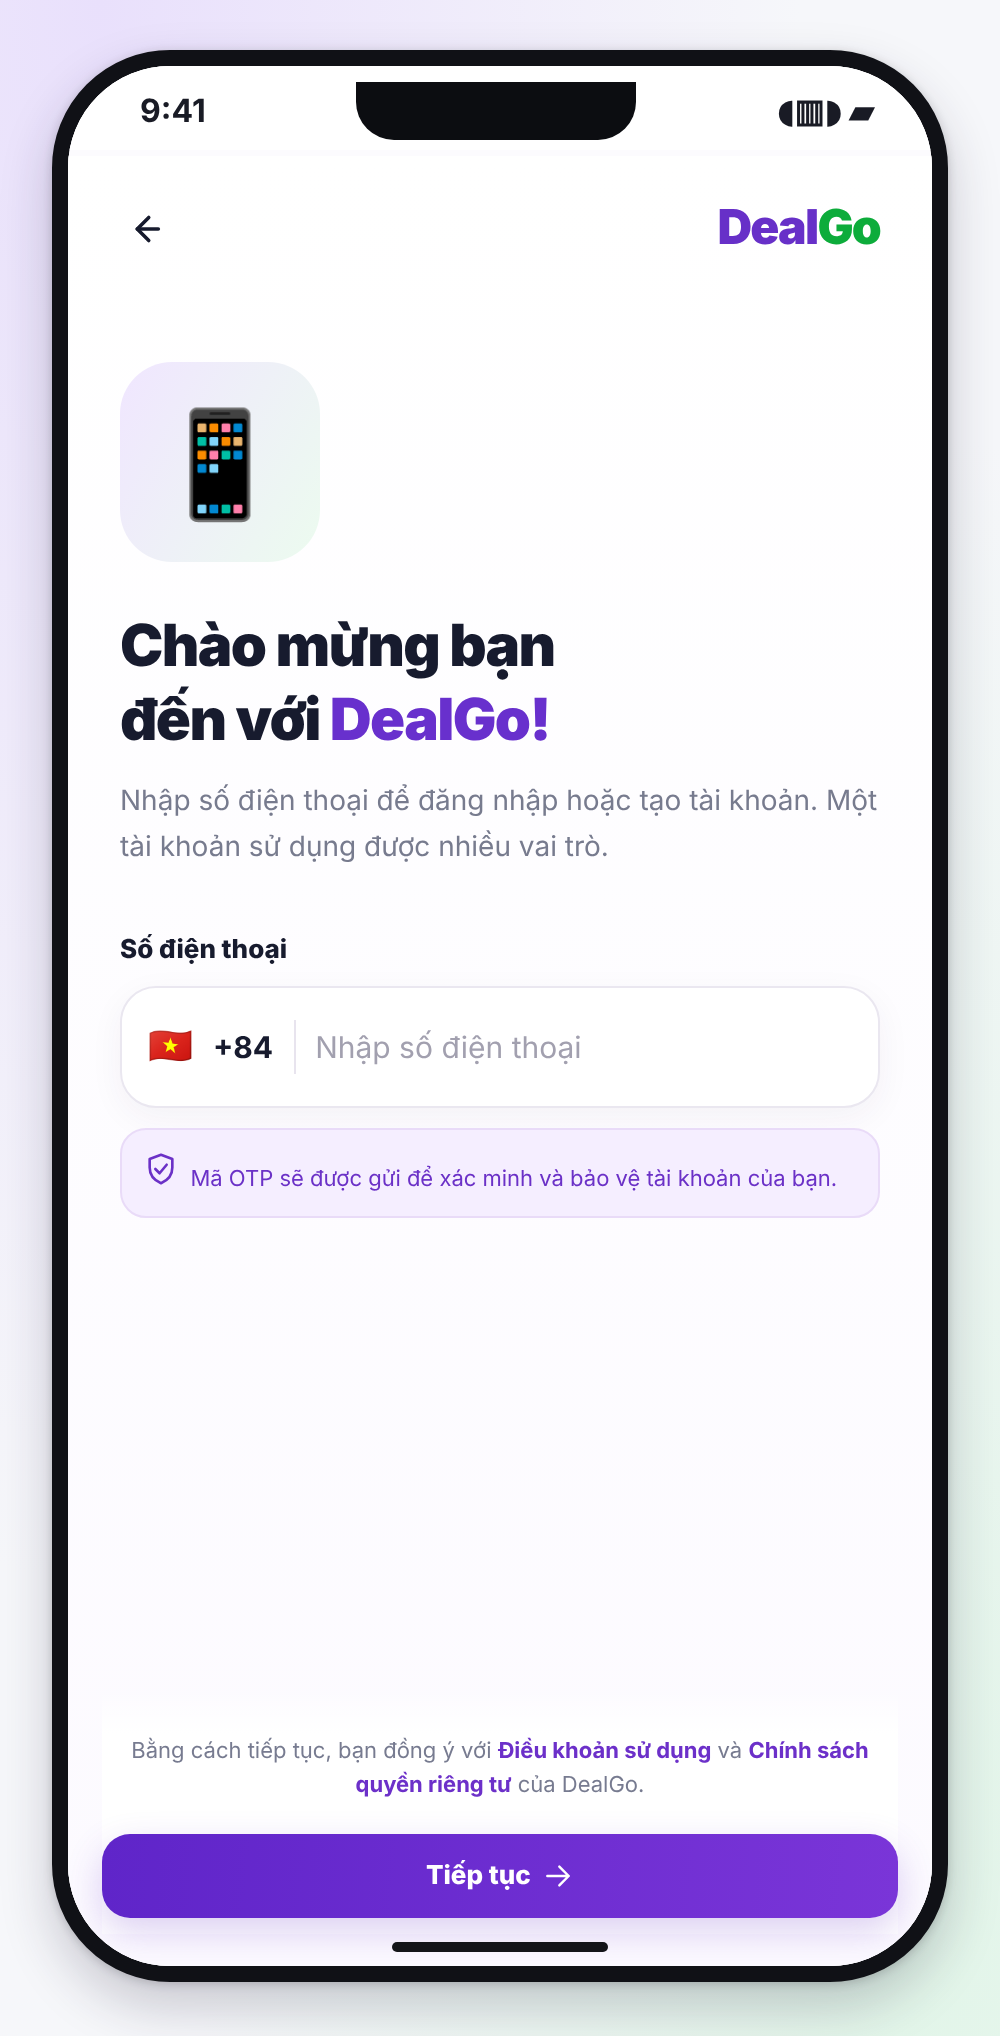 9:41
DealGo
Chào mừng bạn
đến với DealGo!
Nhập số điện thoại để đăng nhập hoặc tạo tài khoản. Một
tài khoản sử dụng được nhiều vai trò.
Số điện thoại
+84 Nhập số điện thoại
Mã OTP sẽ được gửi để xác minh và bảo vệ tài khoản của bạn.
Bằng cách tiếp tục, bạn đồng ý với Điều khoản sử dụng và Chính sách
quyền riêng tư của DealGo.
Tiếp tục →